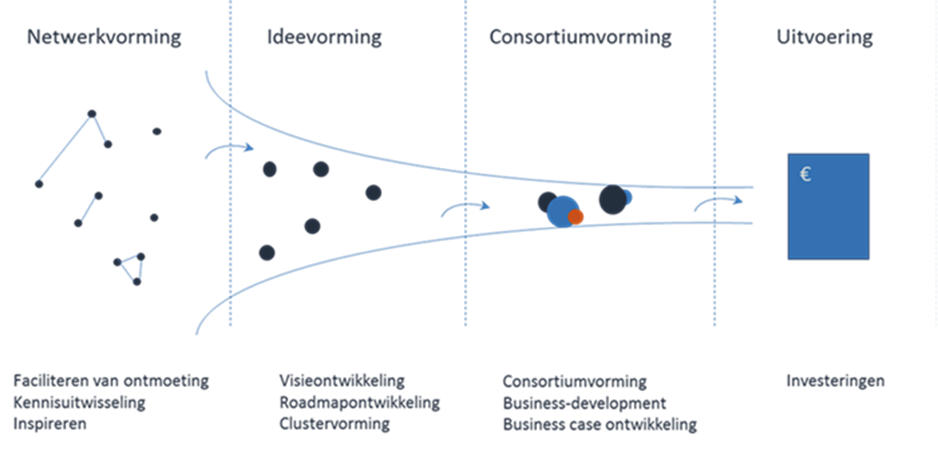 Netwerkvorming
Ideevorming
Consortiumvorming
Uitvoering
€
Faciliteren van ontmoeting
Kennisuitwisseling
Inspireren
Visieontwikkeling
Roadmapontwikkeling
Clustervorming
Consortiumvorming
Business-development
Business case ontwikkeling
Investeringen